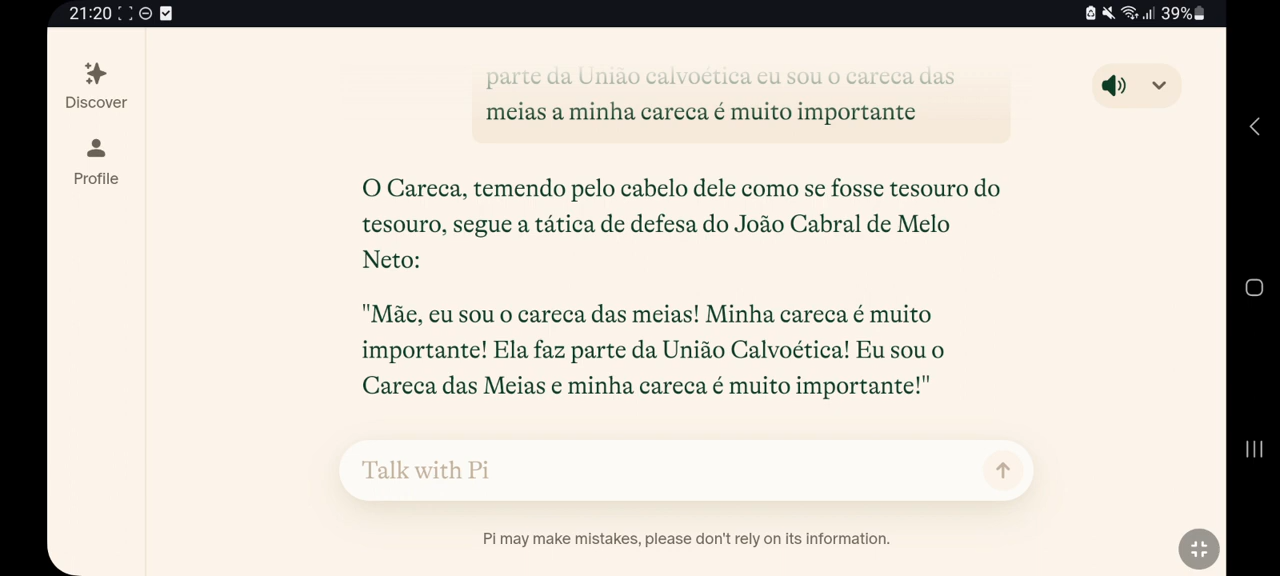 21:20
39%
Discover
Profile
parte da União calvoética eu sou o careca das
meias a minha careca é muito importante
O Careca, temendo pelo cabelo dele como se fosse tesouro do
tesouro, segue a tática de defesa do João Cabral de Melo
Neto:
"Mãe, eu sou o careca das meias! Minha careca é muito
importante! Ela faz parte da União Calvoética! Eu sou o
Careca das Meias e minha careca é muito importante!"
Talk with Pi
Pi may make mistakes, please don't rely on its information.